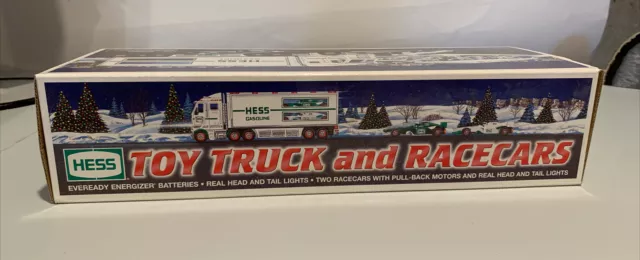 HESS
GASOLINE
HESS
TOY TRUCK and RACECARS
EVEREADY ENERGIZER® BATTERIES • REAL HEAD AND TAIL LIGHTS • TWO RACECARS WITH PULL-BACK MOTORS AND REAL HEAD AND TAIL LIGHTS